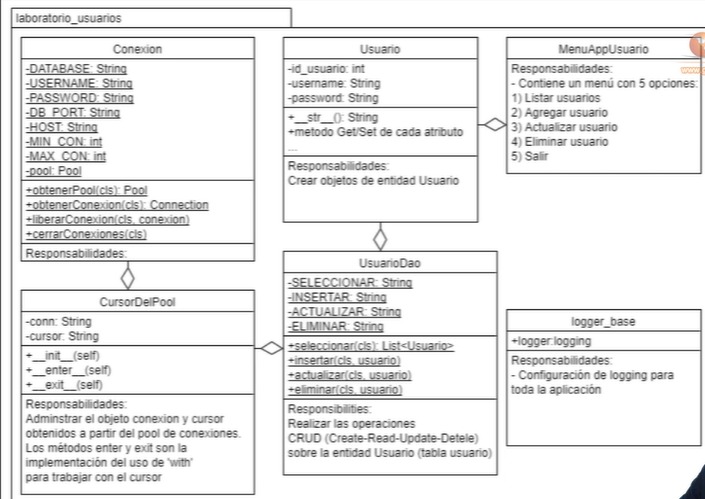 laboratorio_usuarios
Conexion
-DATABASE: String
-USERNAME: String
-PASSWORD: String
-DB_PORT: String
-HOST: String
-MIN_CON: int
-MAX_CON: int
-pool: Pool
+obtenerPool(cls): Pool
+obtenerConexion(cls): Connection
+liberarConexion(cls, conexion)
+cerrarConexiones(cls)
Responsabilidades:
Usuario
-id_usuario: int
-username: String
-password: String
+__str__(): String
+metodo Get/Set de cada atributo
...
Responsabilidades:
Crear objetos de entidad Usuario
MenuAppUsuario
Responsabilidades:
- Contiene un menú con 5 opciones:
1) Listar usuarios
2) Agregar usuario
3) Actualizar usuario
4) Eliminar usuario
5) Salir
CursorDelPool
-conn: String
-cursor: String
+__init__(self)
+__enter__(self)
+__exit__(self)
Responsabilidades:
Adminstrar el objeto conexion y cursor
obtenidos a partir del pool de conexiones.
Los métodos enter y exit son la
implementación del uso de 'with'
para trabajar con el cursor
UsuarioDao
-SELECCIONAR: String
-INSERTAR: String
-ACTUALIZAR: String
-ELIMINAR: String
+seleccionar(cls): List<Usuario>
+insertar(cls, usuario)
+actualizar(cls, usuario)
+eliminar(cls, usuario)
Responsibilities:
Realizar las operaciones
CRUD (Create-Read-Update-Detele)
sobre la entidad Usuario (tabla usuario)
logger_base
+logger:logging
Responsabilidades:
- Configuración de logging para
toda la aplicación